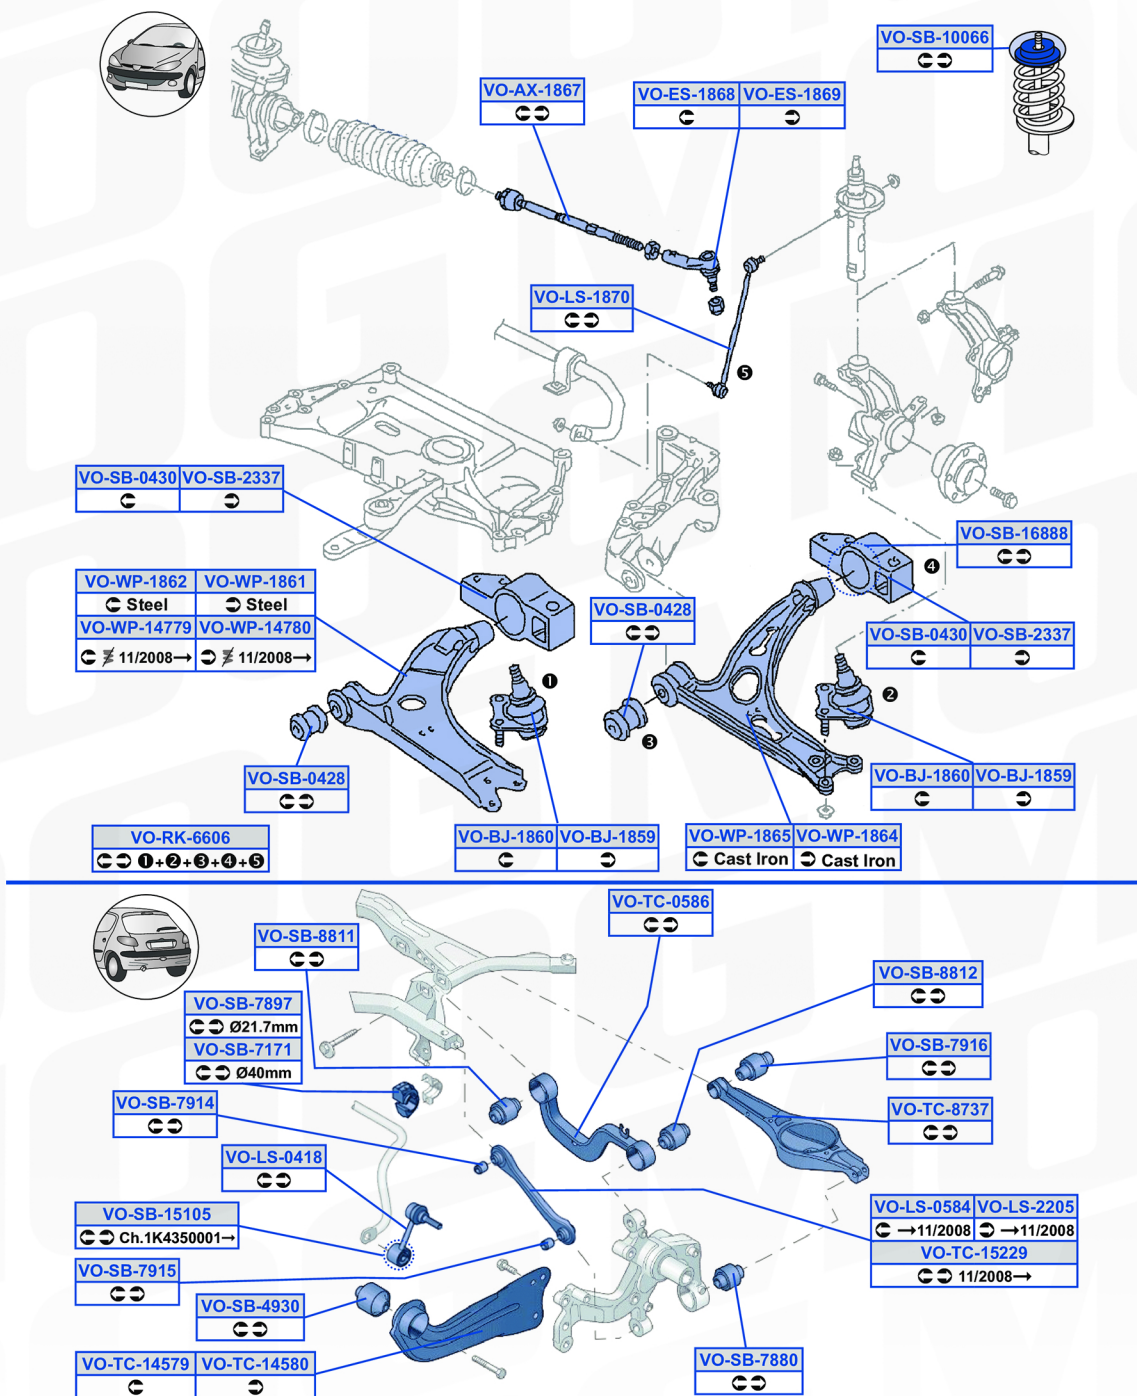 VO-SB-10066
VO-AX-1867
VO-ES-1868 VO-ES-1869
VO-LS-1870
❺
VO-SB-0430 VO-SB-2337
VO-SB-16888
❹
VO-WP-1862 VO-WP-1861
Steel Steel
VO-WP-14779 VO-WP-14780
11/2008→ 11/2008→
VO-SB-0428
VO-SB-0430 VO-SB-2337
❶
❷
❸
VO-SB-0428
VO-BJ-1860 VO-BJ-1859
VO-RK-6606
❶+❷+❸+❹+❺
VO-BJ-1860 VO-BJ-1859
VO-WP-1865 VO-WP-1864
Cast Iron Cast Iron
VO-TC-0586
VO-SB-8811
VO-SB-8812
VO-SB-7897
Ø21.7mm
VO-SB-7171
Ø40mm
VO-SB-7916
VO-SB-7914
VO-TC-8737
VO-LS-0418
VO-SB-15105
Ch.1K4350001→
VO-LS-0584 VO-LS-2205
→11/2008 →11/2008
VO-TC-15229
11/2008→
VO-SB-7915
VO-SB-4930
VO-TC-14579 VO-TC-14580
VO-SB-7880